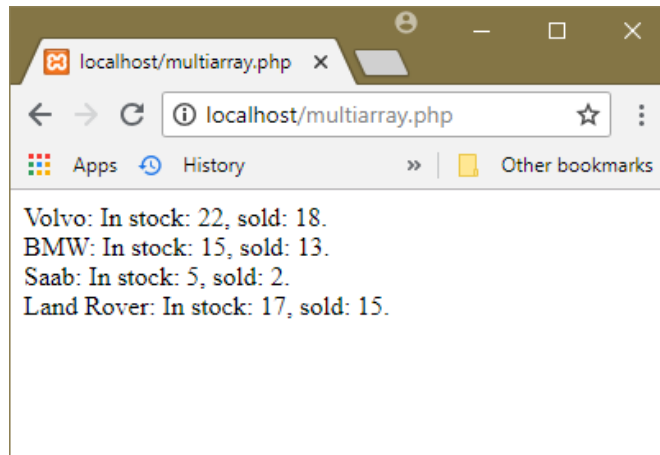 localhost/multiarray.php
localhost/multiarray.php
Apps History » Other bookmarks
Volvo: In stock: 22, sold: 18.
BMW: In stock: 15, sold: 13.
Saab: In stock: 5, sold: 2.
Land Rover: In stock: 17, sold: 15.